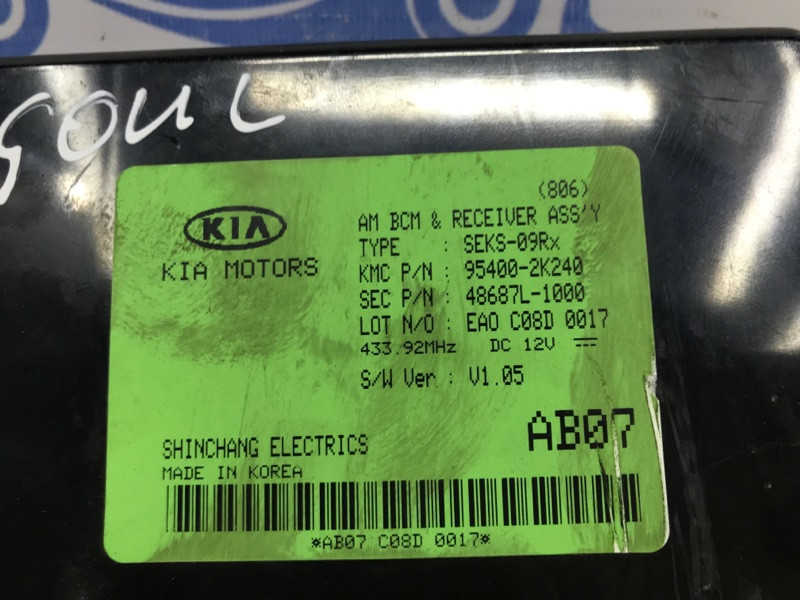 SOUL
(806)
KIA
KIA MOTORS
AM BCM & RECEIVER ASS'Y
TYPE : SEKS-09Rx
KMC P/N : 95400-2K240
SEC P/N : 48687L-1000
LOT N/O : EAO C08D 0017
433.92MHz DC 12V
S/W Ver : V1.05
AB07
SHINCHANG ELECTRICS
MADE IN KOREA
*AB07 C08D 0017*